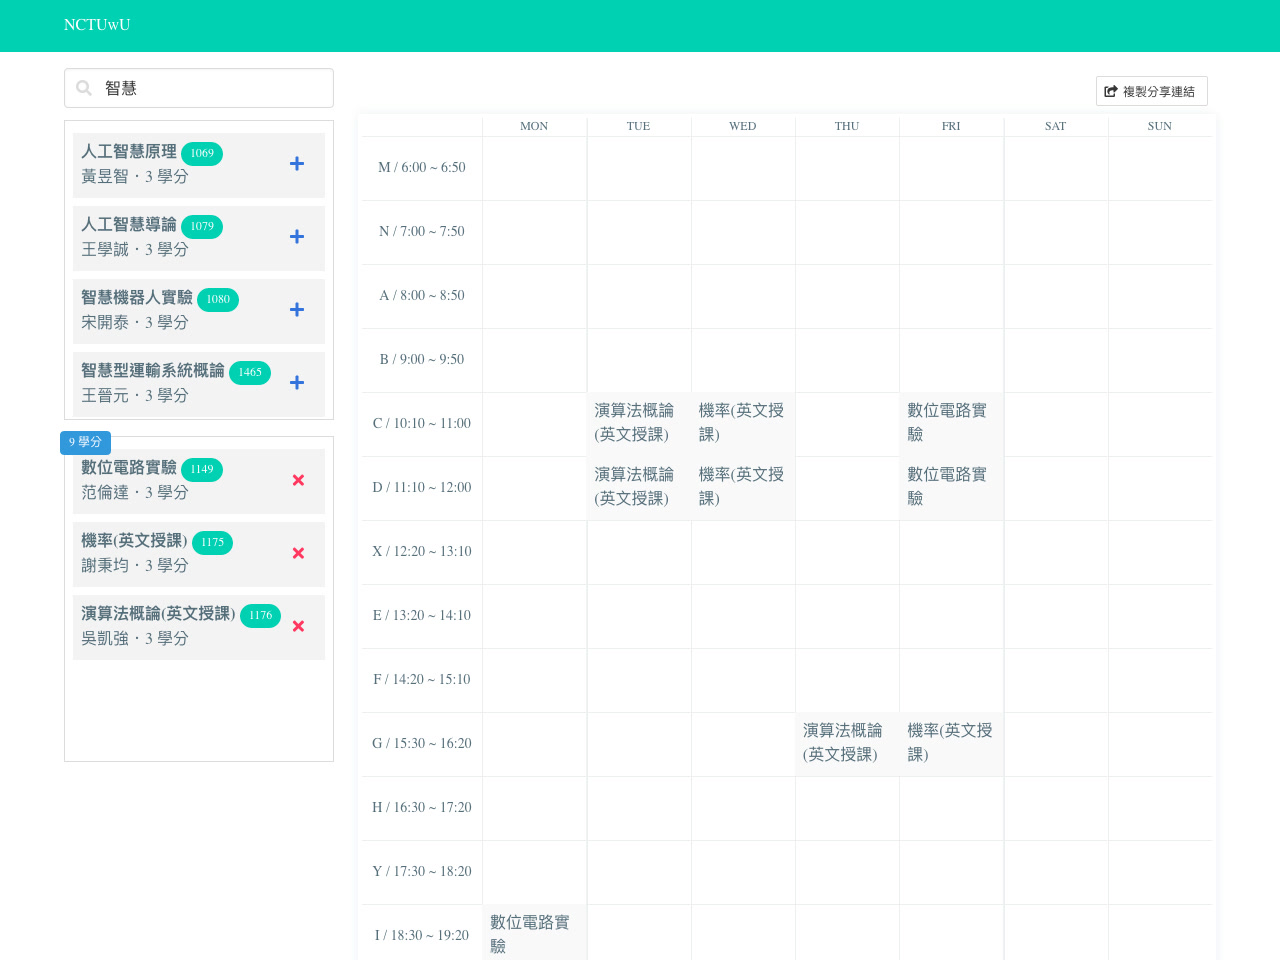 NCTUwU
智慧
複製分享連結
人工智慧原理 1069
黃昱智・3 學分
人工智慧導論 1079
王學誠・3 學分
智慧機器人實驗 1080
宋開泰・3 學分
智慧型運輸系統概論 1465
王晉元・3 學分
9 學分
數位電路實驗 1149
范倫達・3 學分
機率(英文授課) 1175
謝秉均・3 學分
演算法概論(英文授課) 1176
吳凱強・3 學分
MON TUE WED THU FRI SAT SUN
M / 6:00 ~ 6:50
N / 7:00 ~ 7:50
A / 8:00 ~ 8:50
B / 9:00 ~ 9:50
C / 10:10 ~ 11:00
演算法概論
(英文授課)
機率(英文授
課)
數位電路實
驗
D / 11:10 ~ 12:00
演算法概論
(英文授課)
機率(英文授
課)
數位電路實
驗
X / 12:20 ~ 13:10
E / 13:20 ~ 14:10
F / 14:20 ~ 15:10
G / 15:30 ~ 16:20
演算法概論
(英文授課)
機率(英文授
課)
H / 16:30 ~ 17:20
Y / 17:30 ~ 18:20
I / 18:30 ~ 19:20
數位電路實
驗